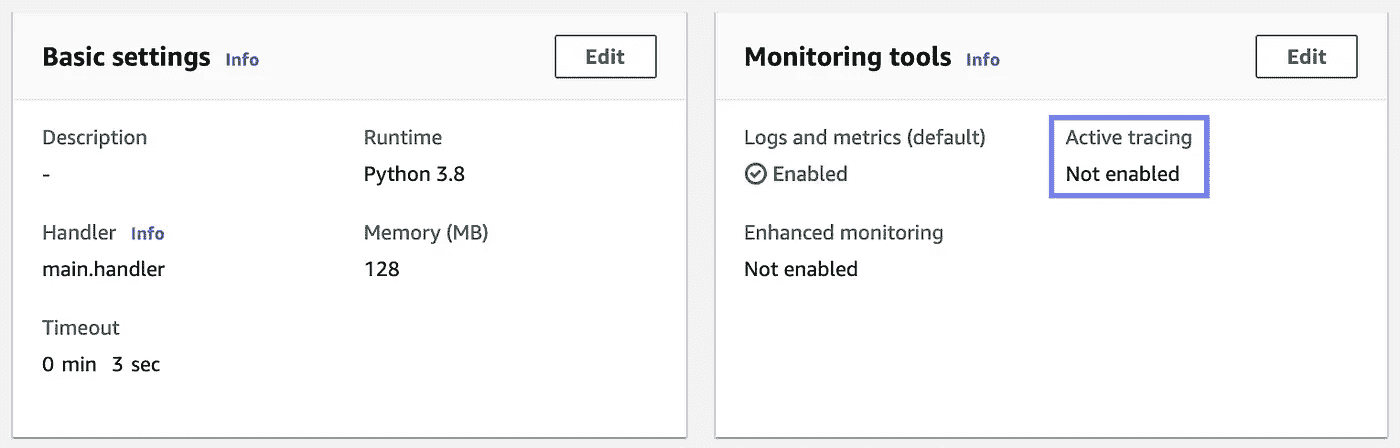 Basic settings Info Edit
Description Runtime
- Python 3.8
Handler Info Memory (MB)
main.handler 128
Timeout
0 min 3 sec
Monitoring tools Info Edit
Logs and metrics (default) Active tracing
Enabled Not enabled
Enhanced monitoring
Not enabled